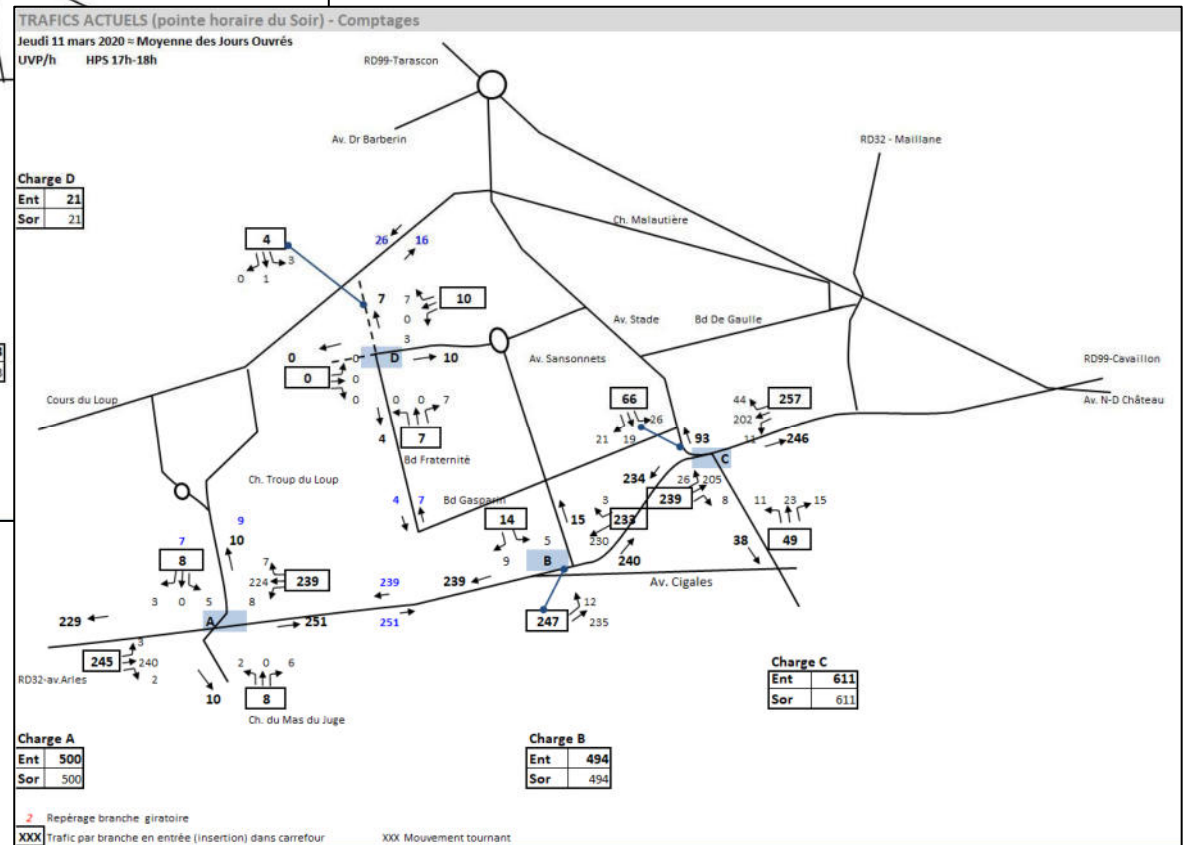 TRAFICS ACTUELS (pointe horaire du Soir) - Comptages
Jeudi 11 mars 2020 ≈ Moyenne des Jours Ouvrés
UVP/h HPS 17h-18h
RD99-Tarascon
Av. Dr Barberin
RD32 - Maillane
Charge D
Ent 21
Sor 21
Ch. Malautière
4
26 16
3
0 1
7
7 10
0
3
Av. Stade Bd De Gaulle
0 0 D 10
0 0
0 0 0 7
Av. Sansonnets
RD99-Cavaillon
Av. N-D Château
Cours du Loup
66
26
21 19
44 257
202
11 246
93
C
4 7
Bd Fraternité
Ch. Troup du Loup
234
26 205
239 8
11 23 15
4 7 Bd Gasparin
14 15 3 233
5 230
9 B 240
38 49
9
7 10
8
7
224 239
3 0 5 8
239 239
Av. Cigales
229 A 251 251
12
247 235
3
245 240
2
RD32-av.Arles
2 0 6
10 8
Ch. du Mas du Juge
Charge C
Ent 611
Sor 611
Charge A
Ent 500
Sor 500
Charge B
Ent 494
Sor 494
2 Repérage branche giratoire
XXX Trafic par branche en entrée (insertion) dans carrefour XXX Mouvement tournant